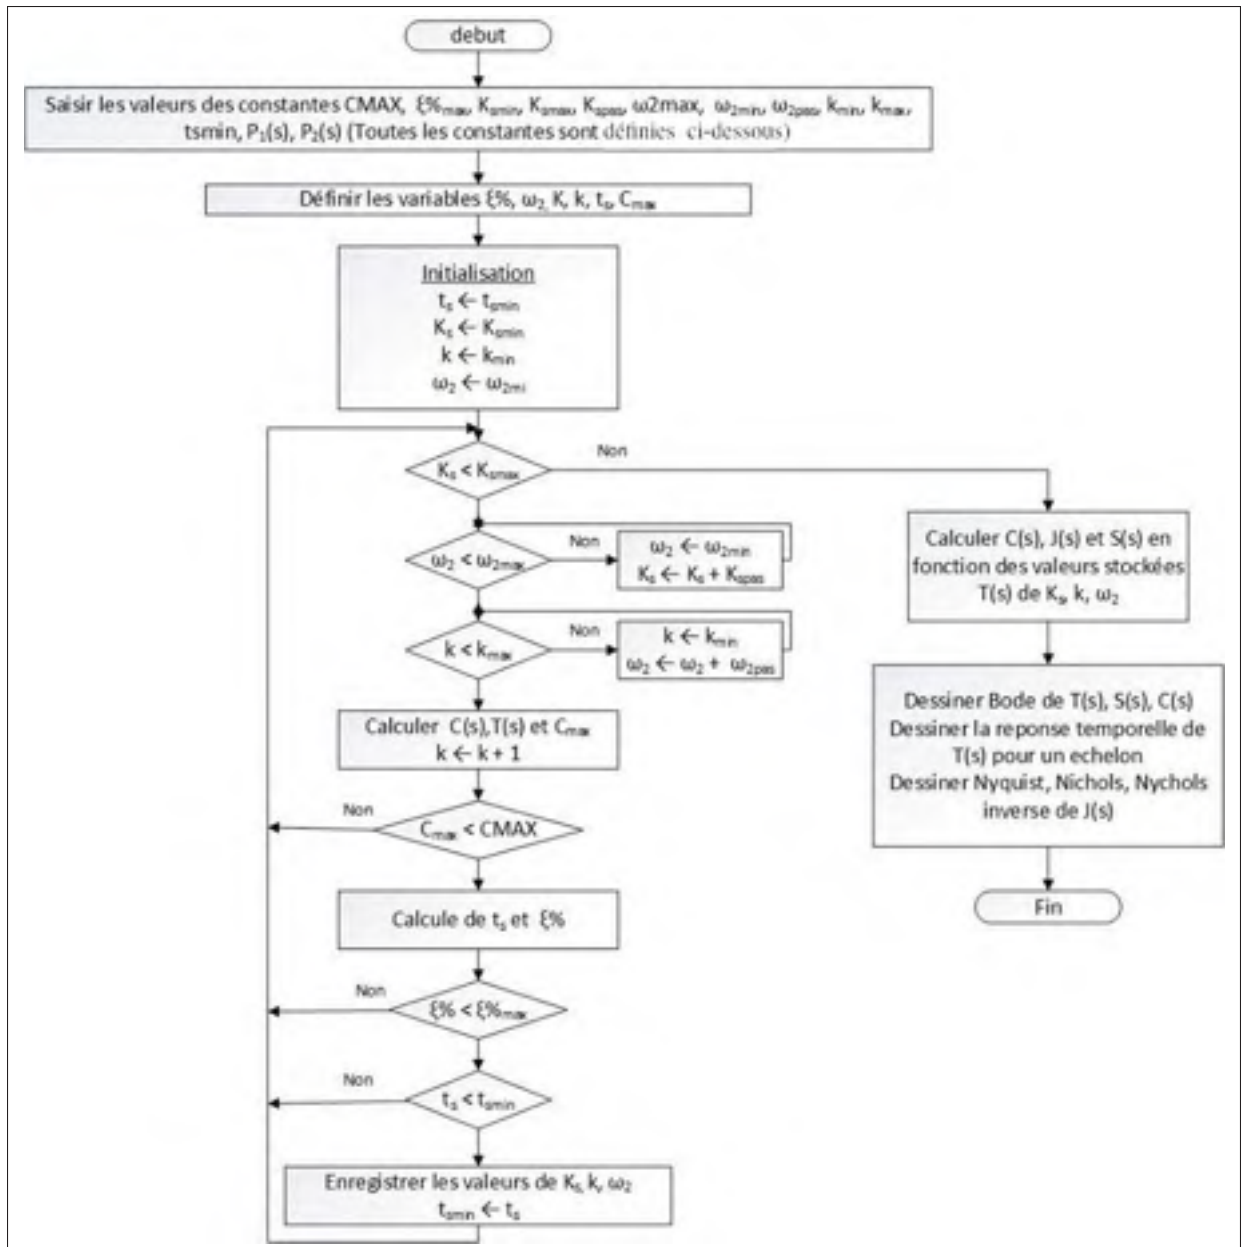 debut
Saisir les valeurs des constantes CMAX, ξ%max, Ksmin, Ksmax, Kspas, ω2max, ω2min, ω2pas, kmin, kmax,
tsmin, P1(s), P2(s) (Toutes les constantes sont définies ci-dessous)
Définir les variables ξ%, ω2, K, k, ts, Cmax
Initialisation
ts ← tsmin
Ks ← Ksmin
k ← kmin
ω2 ← ω2mi
Ks < Ksmax
Non
ω2 < ω2max
Non
ω2 ← ω2min
Ks ← Ks + Kspas
k < kmax
Non
k ← kmin
ω2 ← ω2 + ω2pas
Calculer C(s),T(s) et Cmax
k ← k + 1
Non
Cmax < CMAX
Calcule de ts et ξ%
Non
ξ% < ξ%max
Non
ts < tsmin
Enregistrer les valeurs de Ks, k, ω2
tsmin ← ts
Calculer C(s), J(s) et S(s) en
fonction des valeurs stockées
T(s) de Ks, k, ω2
Dessiner Bode de T(s), S(s), C(s)
Dessiner la reponse temporelle de
T(s) pour un echelon
Dessiner Nyquist, Nichols, Nychols
inverse de J(s)
Fin